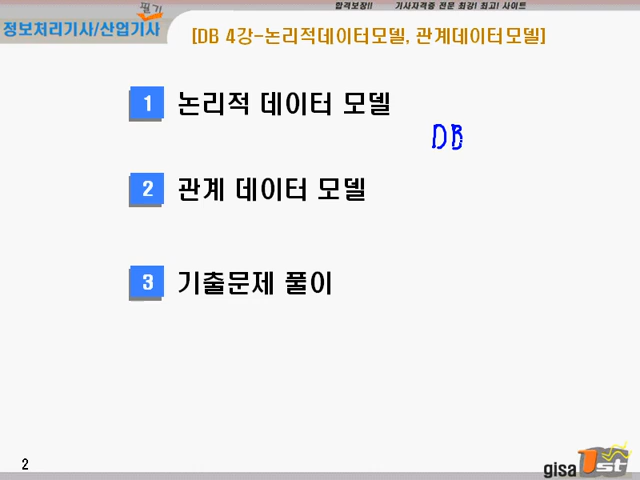 합격보장!! 기사자격증 전문 최강! 최고! 사이트
필기
정보처리기사/산업기사
[DB 4강-논리적데이터모델, 관계데이터모델]
1 논리적 데이터 모델
DB
2 관계 데이터 모델
3 기출문제 풀이
2
gisa 1st